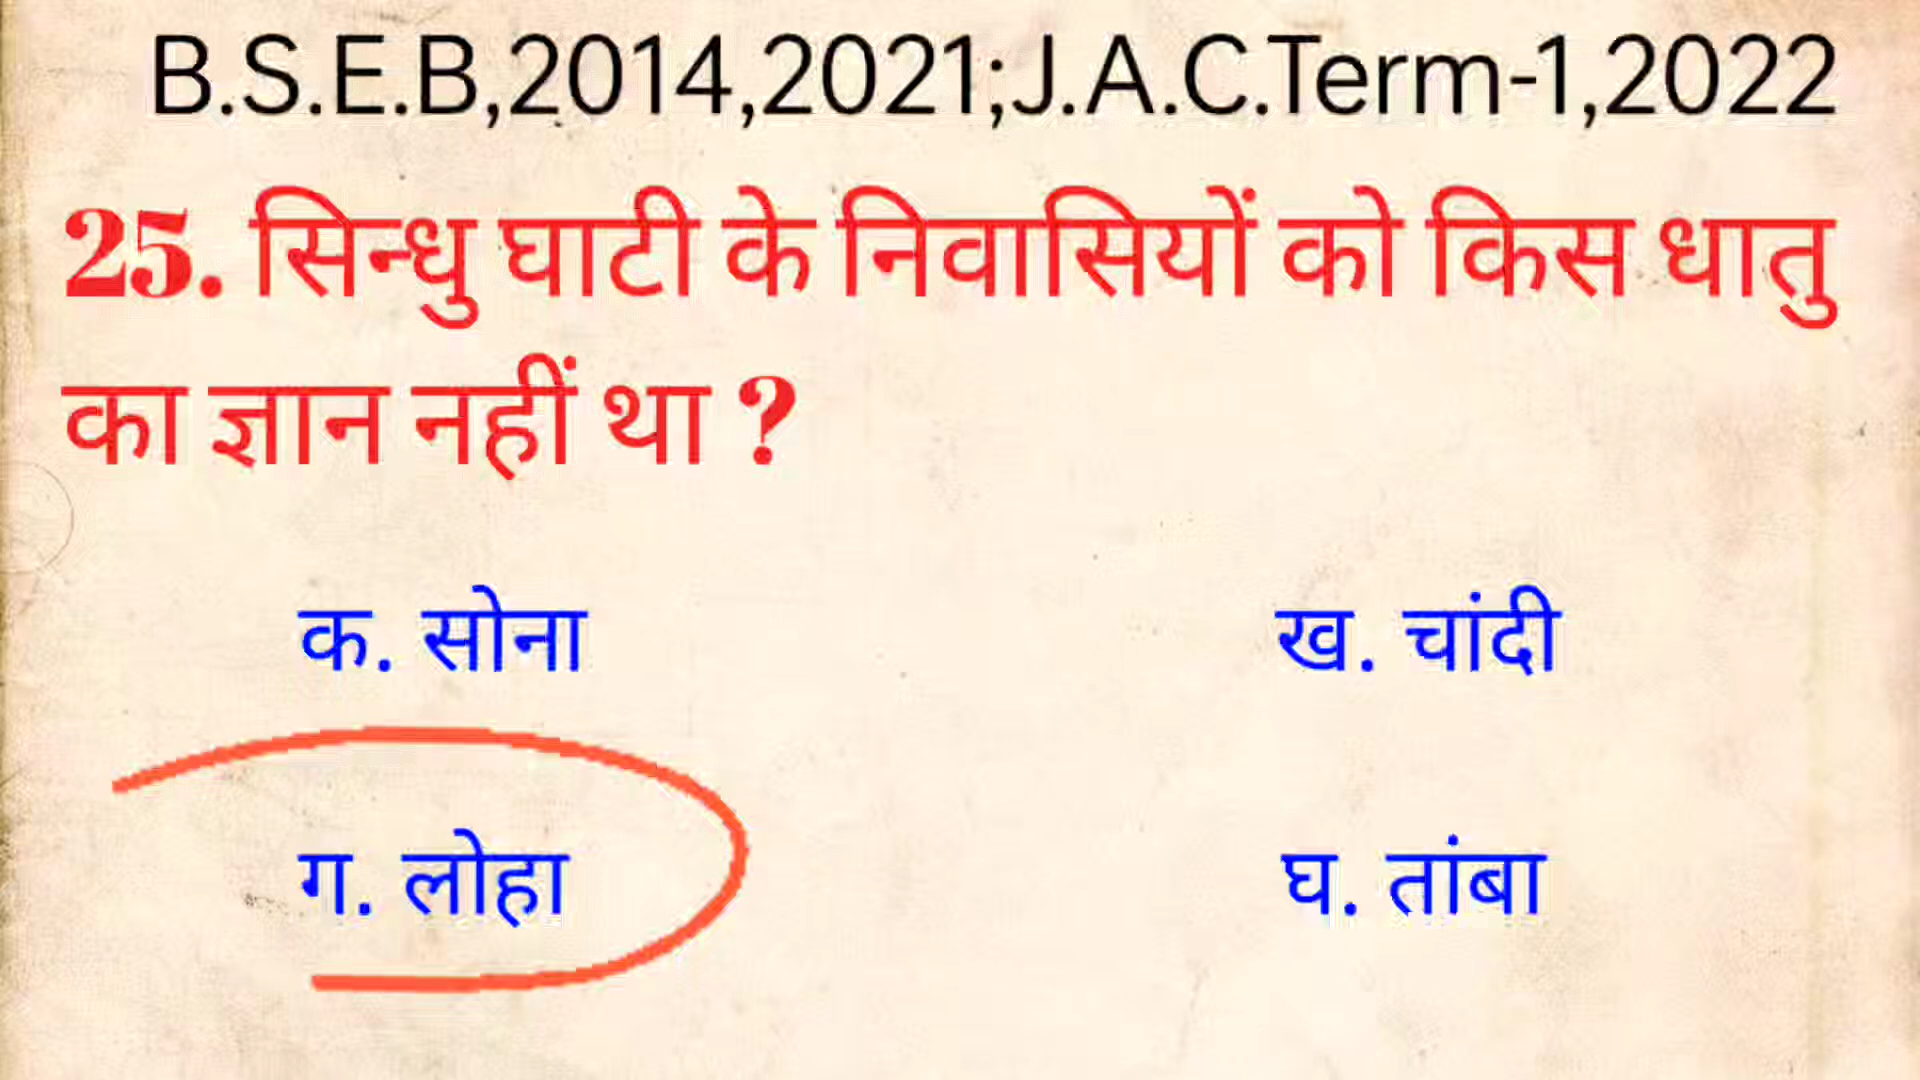 B.S.E.B,2014,2021;J.A.C.Term-1,2022
25. सिन्धु घाटी के निवासियों को किस धातु
का ज्ञान नहीं था ?
क. सोना ख. चांदी
ग. लोहा घ. तांबा